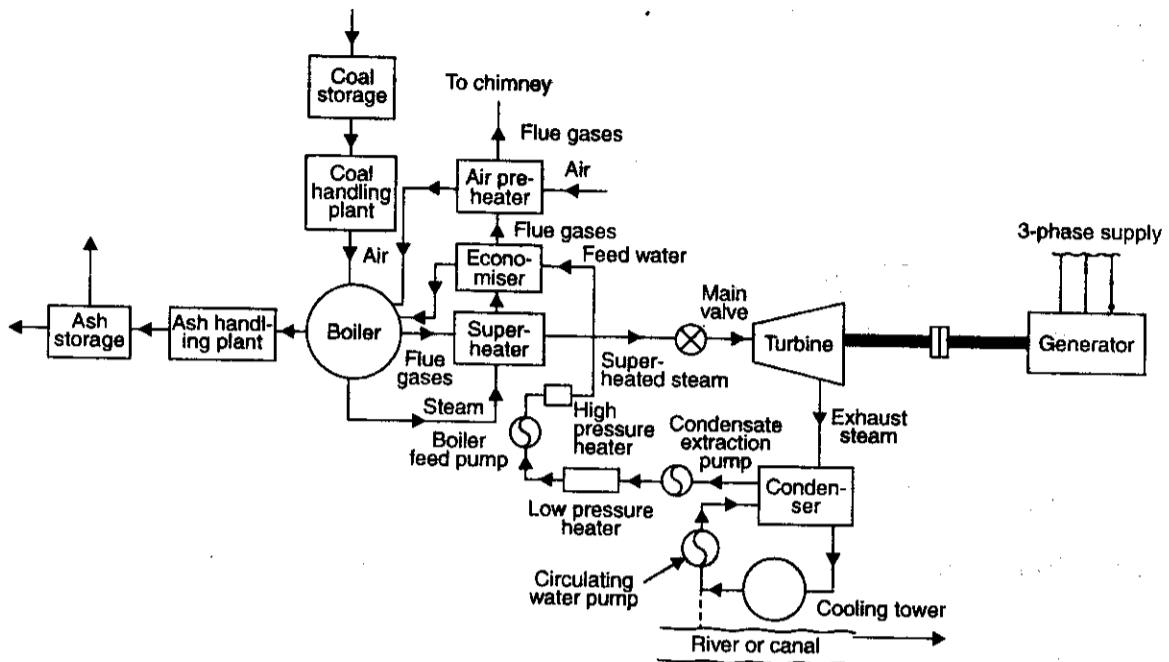 Coal
storage
To chimney
Flue gases
Coal
handling
plant
Air pre-
heater
Air
Flue gases
3-phase supply
Air
Econo-
miser
Feed water
Main
valve
Ash
storage
Ash handl-
ing plant
Boiler
Super-
heater
Turbine
Generator
Flue
gases
Super-
heated steam
Steam
High
pressure
heater
Condensate
extraction
pump
Exhaust
steam
Boiler
feed pump
Conden-
ser
Low pressure
heater
Circulating
water pump
Cooling tower
River or canal